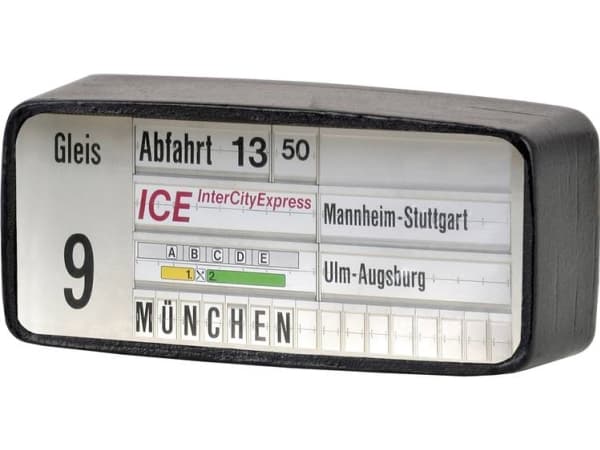 Gleis
9
Abfahrt 13 50
ICE InterCityExpress
Mannheim-Stuttgart
A B C D E
1. X 2.
Ulm-Augsburg
MÜNCHEN